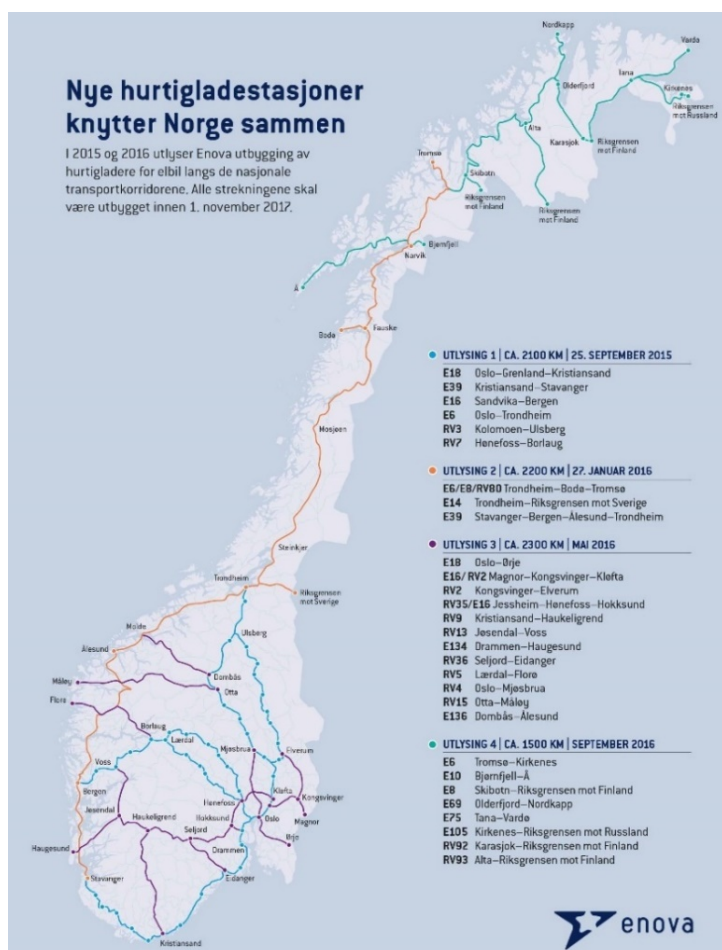 Nye hurtigladestasjoner
knytter Norge sammen
I 2015 og 2016 utlyser Enova utbygging av
hurtigladere for elbil langs de nasjonale
transportkorridorene. Alle strekningene skal
være utbygget innen 1. november 2017.
Nordkapp
Vardø
Olderfjord
Tana
Kirkenes
Riksgrensen
mot Russland
Alta
Karasjok
Riksgrensen
mot Finland
Tromsø
Skibotn
Riksgrensen
mot Finland
Riksgrensen
mot Finland
Bjørnfjell
Narvik
Å
Bodø
Fauske
Mosjøen
Steinkjer
Trondheim
Riksgrensen
mot Sverige
Molde
Ulsberg
Ålesund
Dombås
Måløy
Otta
Florø
Borlaug
Lærdal
Mjøsbrua
Elverum
Voss
Bergen
Hønefoss
Kløfta
Kongsvinger
Jøsendal
Haukeligrend
Hokksund
Magnor
Seljord
Oslo
Ørje
Haugesund
Drammen
Eidanger
Stavanger
Kristiansand
UTLYSING 1 | CA. 2100 KM | 25. SEPTEMBER 2015
E18 Oslo–Grenland–Kristiansand
E39 Kristiansand–Stavanger
E16 Sandvika–Bergen
E6 Oslo–Trondheim
RV3 Kolomoen–Ulsberg
RV7 Hønefoss–Borlaug
UTLYSING 2 | CA. 2200 KM | 27. JANUAR 2016
E6/E8/RV80 Trondheim–Bodø–Tromsø
E14 Trondheim–Riksgrensen mot Sverige
E39 Stavanger–Bergen–Ålesund–Trondheim
UTLYSING 3 | CA. 2300 KM | MAI 2016
E18 Oslo–Ørje
E16/ RV2 Magnor–Kongsvinger–Kløfta
RV2 Kongsvinger–Elverum
RV35/E16 Jessheim–Hønefoss–Hokksund
RV9 Kristiansand–Haukeligrend
RV13 Jøsendal–Voss
E134 Drammen–Haugesund
RV36 Seljord–Eidanger
RV5 Lærdal–Florø
RV4 Oslo–Mjøsbrua
RV15 Otta–Måløy
E136 Dombås–Ålesund
UTLYSING 4 | CA. 1500 KM | SEPTEMBER 2016
E6 Tromsø–Kirkenes
E10 Bjørnfjell–Å
E8 Skibotn–Riksgrensen mot Finland
E69 Olderfjord–Nordkapp
E75 Tana–Vardø
E105 Kirkenes–Riksgrensen mot Russland
RV92 Karasjok–Riksgrensen mot Finland
RV93 Alta–Riksgrensen mot Finland
enova